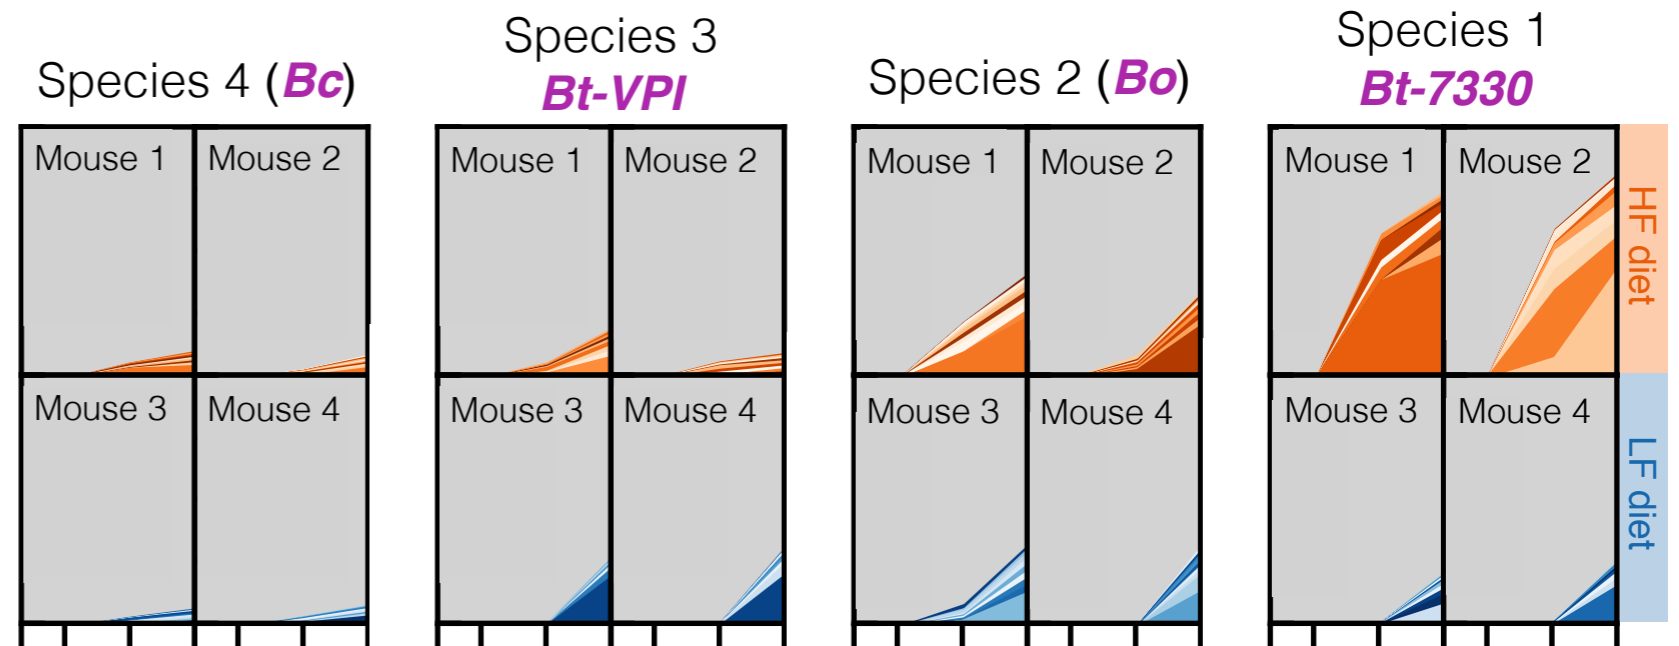 Species 4 (Bc)
Species 3
Bt-VPI
Species 2 (Bo)
Species 1
Bt-7330
Mouse 1
Mouse 2
Mouse 1
Mouse 2
Mouse 1
Mouse 2
Mouse 1
Mouse 2
HF diet
Mouse 3
Mouse 4
Mouse 3
Mouse 4
Mouse 3
Mouse 4
Mouse 3
Mouse 4
LF diet